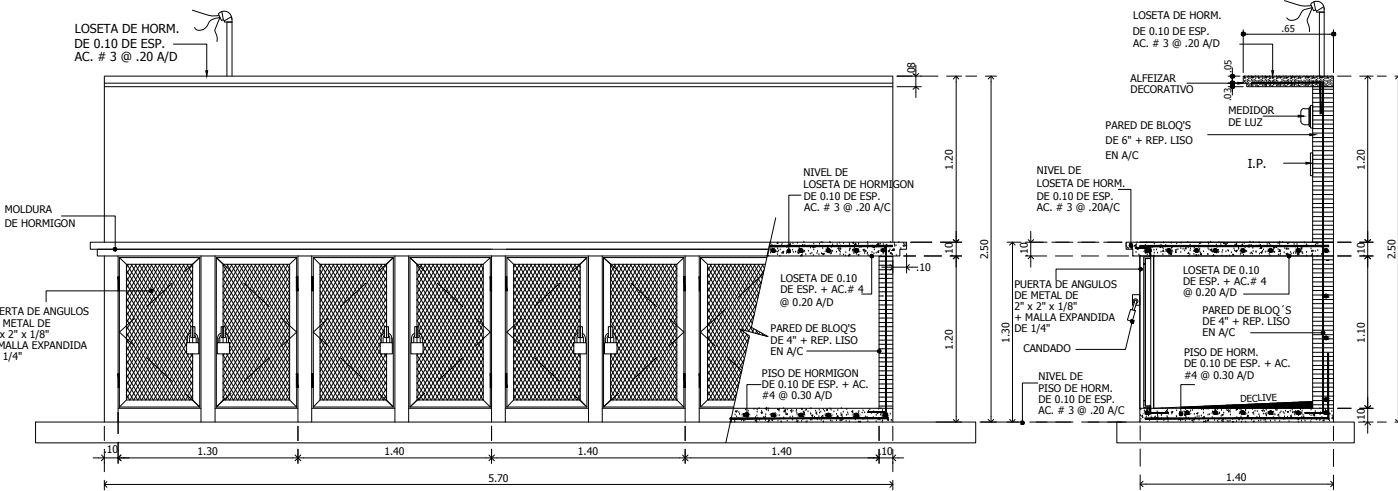 LOSETA DE HORM.
DE 0.10 DE ESP.
AC. # 3 @ .20 A/D
.08
1.20
2.50
NIVEL DE
LOSETA DE HORMIGON
DE 0.10 DE ESP.
AC. # 3 @ .20 A/C
MOLDURA
DE HORMIGON
.10
.10
LOSETA DE 0.10
DE ESP. + AC.# 4
@ 0.20 A/D
ERTA DE ANGULOS
METAL DE
x 2" x 1/8"
MALLA EXPANDIDA
1/4"
PARED DE BLOQ'S
DE 4" + REP. LISO
EN A/C
1.20
PISO DE HORMIGON
DE 0.10 DE ESP. + AC.
#4 @ 0.30 A/D
.10
1.30
1.40
1.40
1.40
.10
5.70
LOSETA DE HORM.
DE 0.10 DE ESP.
AC. # 3 @ .20 A/D
.65
.05
.03
ALFEIZAR
DECORATIVO
MEDIDOR
DE LUZ
PARED DE BLOQ'S
DE 6" + REP. LISO
EN A/C
I.P.
1.20
2.50
NIVEL DE
LOSETA DE HORM.
DE 0.10 DE ESP.
AC. # 3 @ .20A/C
.10
.10
PUERTA DE ANGULOS
DE METAL DE
2" x 2" x 1/8"
+ MALLA EXPANDIDA
DE 1/4"
LOSETA DE 0.10
DE ESP. + AC.# 4
@ 0.20 A/D
PARED DE BLOQ´S
DE 4" + REP. LISO
EN A/C
1.30
1.10
CANDADO
PISO DE HORM.
DE 0.10 DE ESP. + AC.
#4 @ 0.30 A/D
NIVEL DE
PISO DE HORM.
DE 0.10 DE ESP.
AC. # 3 @ .20 A/C
DECLIVE
.10
1.40